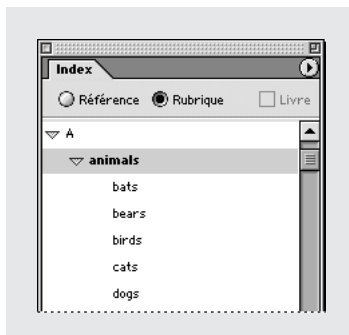 Index
Référence Rubrique Livre
A
animals
bats
bears
birds
cats
dogs